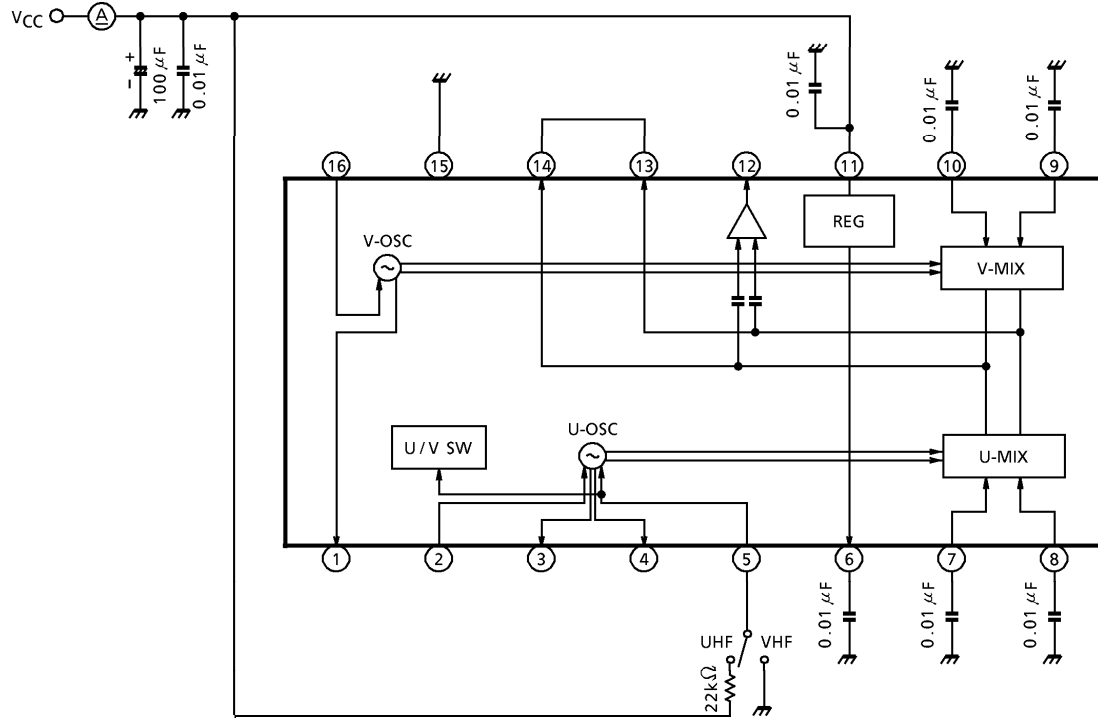 VCC
A
+
-
100 μF
0.01 μF
0.01 μF
0.01 μF
0.01 μF
16
15
14
13
12
11
10
9
REG
V-OSC
~
V-MIX
U/V SW
U-OSC
~
U-MIX
1
2
3
4
5
6
7
8
UHF
VHF
22kΩ
0.01 μF
0.01 μF
0.01 μF